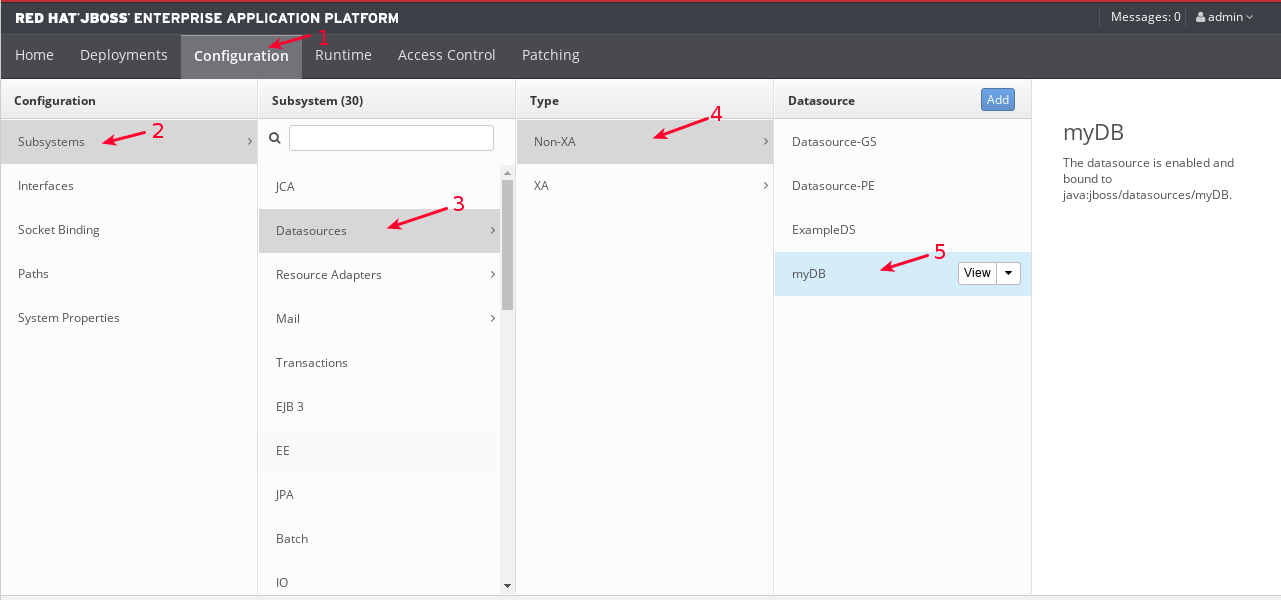 RED HAT JBOSS ENTERPRISE APPLICATION PLATFORM
Messages: 0
admin
Home
Deployments
Configuration
1
Runtime
Access Control
Patching
Configuration
Subsystems
2
Interfaces
Socket Binding
Paths
System Properties
Subsystem (30)
JCA
Datasources
3
Resource Adapters
Mail
Transactions
EJB 3
EE
JPA
Batch
IO
Type
Non-XA
4
XA
Datasource
Add
Datasource-GS
Datasource-PE
ExampleDS
myDB
5
View
myDB
The datasource is enabled and
bound to
java:jboss/datasources/myDB.